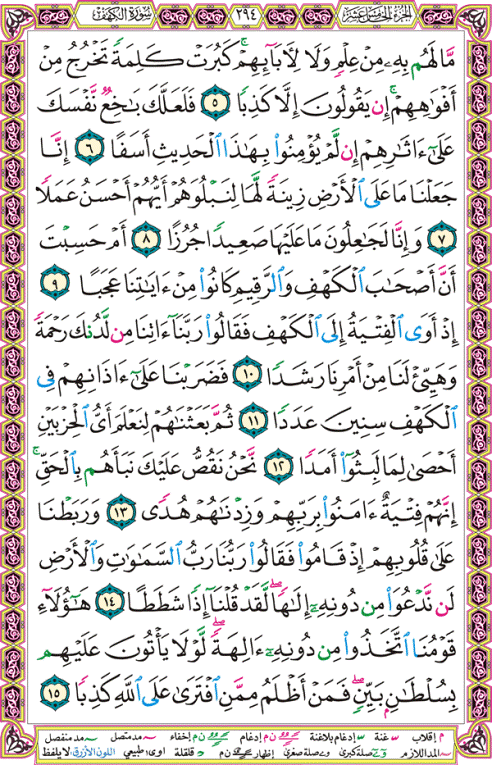 الجزء الخامس عشر ٢٩٤ سورة الكهف
مَّا لَهُم بِهِۦ مِنْ عِلْمٍ وَلَا لِأَبَآئِهِمْ ۚ كَبُرَتْ كَلِمَةً تَخْرُجُ مِنْ
أَفْوَٰهِهِمْ ۚ إِن يَقُولُونَ إِلَّا كَذِبًا ٥ فَلَعَلَّكَ بَٰخِعٌ نَّفْسَكَ
عَلَىٰٓ ءَاثَٰرِهِمْ إِن لَّمْ يُؤْمِنُوا۟ بِهَٰذَا ٱلْحَدِيثِ أَسَفًا ٦ إِنَّا
جَعَلْنَا مَا عَلَى ٱلْأَرْضِ زِينَةً لَّهَا لِنَبْلُوَهُمْ أَيُّهُمْ أَحْسَنُ عَمَلًا
٧ وَإِنَّا لَجَٰعِلُونَ مَا عَلَيْهَا صَعِيدًا جُرُزًا ٨ أَمْ حَسِبْتَ
أَنَّ أَصْحَٰبَ ٱلْكَهْفِ وَٱلرَّقِيمِ كَانُوا۟ مِنْ ءَايَٰتِنَا عَجَبًا ٩
إِذْ أَوَى ٱلْفِتْيَةُ إِلَى ٱلْكَهْفِ فَقَالُوا۟ رَبَّنَآ ءَاتِنَا مِن لَّدُنكَ رَحْمَةً
وَهَيِّئْ لَنَا مِنْ أَمْرِنَا رَشَدًا ١٠ فَضَرَبْنَا عَلَىٰٓ ءَاذَانِهِمْ فِى
ٱلْكَهْفِ سِنِينَ عَدَدًا ١١ ثُمَّ بَعَثْنَٰهُمْ لِنَعْلَمَ أَىُّ ٱلْحِزْبَيْنِ
أَحْصَىٰ لِمَا لَبِثُوٓا۟ أَمَدًا ١٢ نَّحْنُ نَقُصُّ عَلَيْكَ نَبَأَهُم بِٱلْحَقِّ ۚ
إِنَّهُمْ فِتْيَةٌ ءَامَنُوا۟ بِرَبِّهِمْ وَزِدْنَٰهُمْ هُدًى ١٣ وَرَبَطْنَا
عَلَىٰ قُلُوبِهِمْ إِذْ قَامُوا۟ فَقَالُوا۟ رَبُّنَا رَبُّ ٱلسَّمَٰوَٰتِ وَٱلْأَرْضِ
لَن نَّدْعُوَا۟ مِن دُونِهِۦٓ إِلَٰهًا ۖ لَّقَدْ قُلْنَآ إِذًا شَطَطًا ١٤ هَٰٓؤُلَآءِ
قَوْمُنَا ٱتَّخَذُوا۟ مِن دُونِهِۦٓ ءَالِهَةً ۖ لَّوْلَا يَأْتُونَ عَلَيْهِم
بِسُلْطَٰنٍۭ بَيِّنٍ ۖ فَمَنْ أَظْلَمُ مِمَّنِ ٱفْتَرَىٰ عَلَى ٱللَّهِ كَذِبًا ١٥
م إقلاب غنة إدغام بلاغنة ن م إدغام ن م إخفاء مد متصل مد منفصل
المد اللازم وصلة كبرى وصلة صغرى إظهار ن م قلقلة اوى: طبيعي اللون الأزرق: لا يلفظ